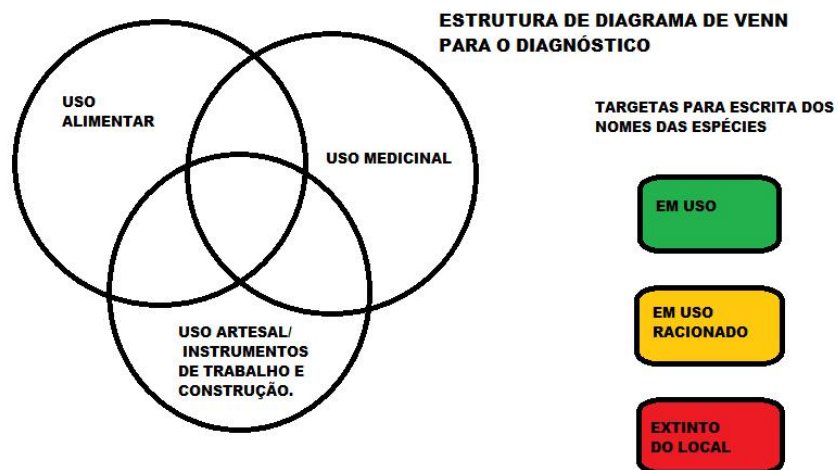 ESTRUTURA DE DIAGRAMA DE VENN
PARA O DIAGNÓSTICO
USO
ALIMENTAR
USO MEDICINAL
USO ARTESAL/
INSTRUMENTOS
DE TRABALHO E
CONSTRUÇÃO.
TARGETAS PARA ESCRITA DOS
NOMES DAS ESPÉCIES
EM USO
EM USO
RACIONADO
EXTINTO
DO LOCAL